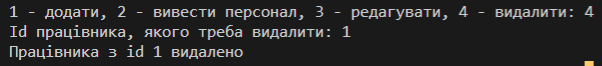 1 - додати, 2 - вивести персонал, 3 - редагувати, 4 - видалити: 4
Id працівника, якого треба видалити: 1
Працівника з id 1 видалено